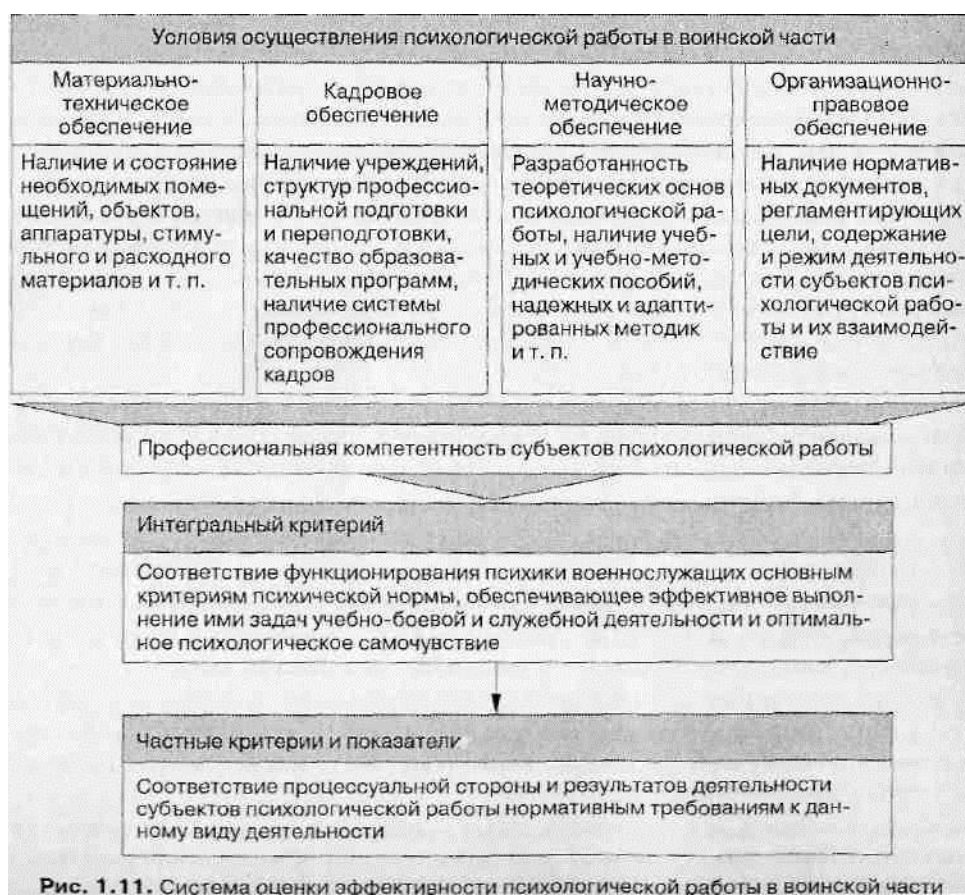 Условия осуществления психологической работы в воинской части
Материально-
техническое
обеспечение
Наличие и состояние
необходимых поме-
щений, объектов,
аппаратуры, стиму-
льного и расходного
материалов и т. п.
Кадровое
обеспечение
Наличие учреждений,
структур профессио-
нальной подготовки
и переподготовки,
качество образова-
тельных программ,
наличие системы
профессионального
сопровождения
кадров
Научно-
методическое
обеспечение
Разработанность
теоретических основ
психологической ра-
боты, наличие учеб-
ных и учебно-мето-
дических пособий,
надежных и адапти-
рованных методик
и т. п.
Организационно-
правовое
обеспечение
Наличие норматив-
ных документов,
регламентирующих
цели, содержание
и режим деятельно-
сти субъектов пси-
хологической рабо-
ты и их взаимодей-
ствие
Профессиональная компетентность субъектов психологической работы
Интегральный критерий
Соответствие функционирования психики военнослужащих основным
критериям психической нормы, обеспечивающее эффективное выпол-
нение ими задач учебно-боевой и служебной деятельности и оптималь-
ное психологическое самочувствие
Частные критерии и показатели
Соответствие процессуальной стороны и результатов деятельности
субъектов психологической работы нормативным требованиям к дан-
ному виду деятельности
Рис. 1.11. Система оценки эффективности психологической работы в воинской части